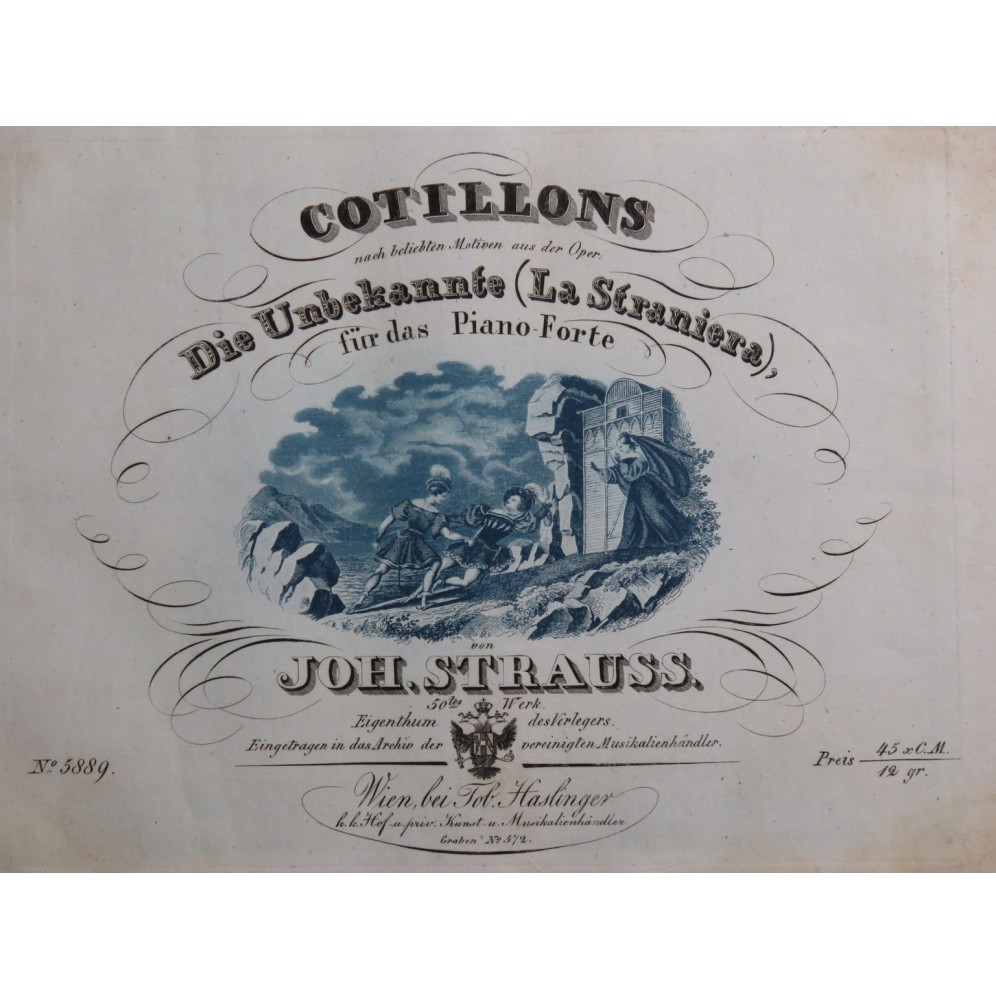 COTILLONS
nach beliebten Motiven aus der Oper;
Die Unbekannte (La Straniera),
für das Piano-Forte
von
JOH. STRAUSS.
50tes Werk.
Eigenthum des Verlegers.
Eingetragen in das Archiv der vereinigten Musikalienhändler.
No. 5889.
Preis 45 xC.M.
12 gr.
Wien, bei Tob. Haslinger
k.k. Hof- u. priv. Kunst- u. Musikalienhändler
Graben No. 572.